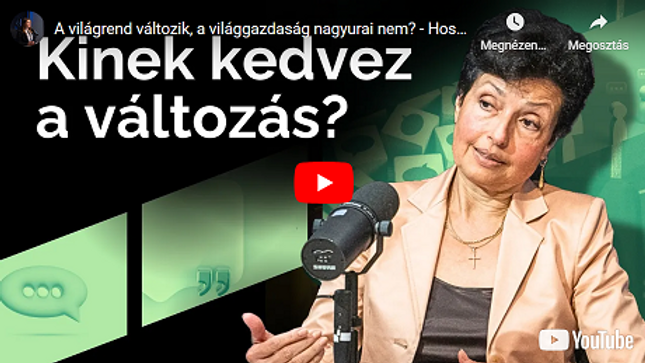 A világrend változik, a világgazdaság nagyurai nem? - Hos...
Megnézen...
Megosztás
Kinek kedvez
a változás?
YouTube